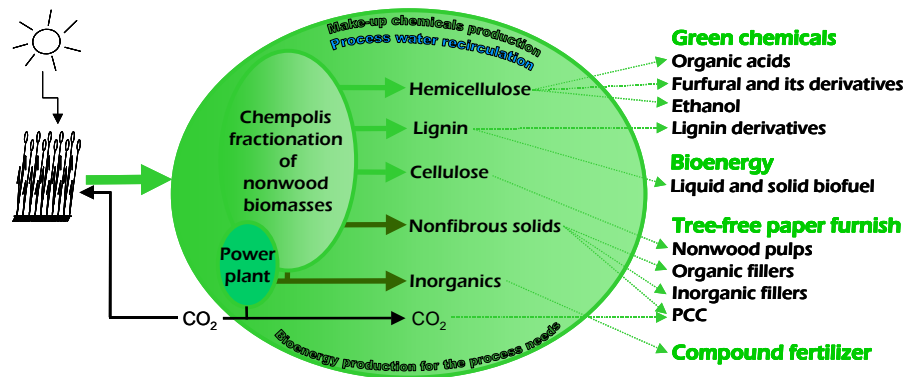 Make-up chemicals production
Process water recirculation
Chempolis
fractionation
of
nonwood
biomasses
Power
plant
Hemicellulose
Lignin
Cellulose
Nonfibrous solids
Inorganics
CO₂
CO₂
Bioenergy production for the process needs
Green chemicals
Organic acids
Furfural and its derivatives
Ethanol
Lignin derivatives
Bioenergy
Liquid and solid biofuel
Tree-free paper furnish
Nonwood pulps
Organic fillers
Inorganic fillers
PCC
Compound fertilizer